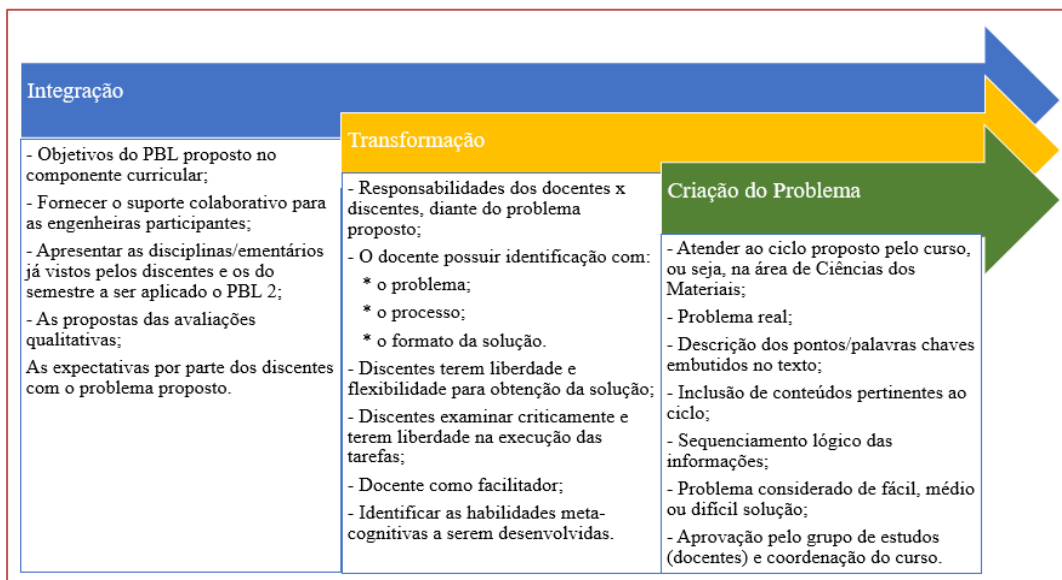 Integração
- Objetivos do PBL proposto no
componente curricular;
- Fornecer o suporte colaborativo para
as engenheiras participantes;
- Apresentar as disciplinas/ementários
já vistos pelos discentes e os do
semestre a ser aplicado o PBL 2;
- As propostas das avaliações
qualitativas;
As expectativas por parte dos discentes
com o problema proposto.
Transformação
- Responsabilidades dos docentes x
discentes, diante do problema
proposto;
- O docente possuir identificação com:
* o problema;
* o processo;
* o formato da solução.
- Discentes terem liberdade e
flexibilidade para obtenção da solução;
- Discentes examinar criticamente e
terem liberdade na execução das
tarefas;
- Docente como facilitador;
- Identificar as habilidades meta-
cognitivas a serem desenvolvidas.
Criação do Problema
- Atender ao ciclo proposto pelo curso,
ou seja, na área de Ciências dos
Materiais;
- Problema real;
- Descrição dos pontos/palavras chaves
embutidos no texto;
- Inclusão de conteúdos pertinentes ao
ciclo;
- Sequenciamento lógico das
informações;
- Problema considerado de fácil, médio
ou difícil solução;
- Aprovação pelo grupo de estudos
(docentes) e coordenação do curso.